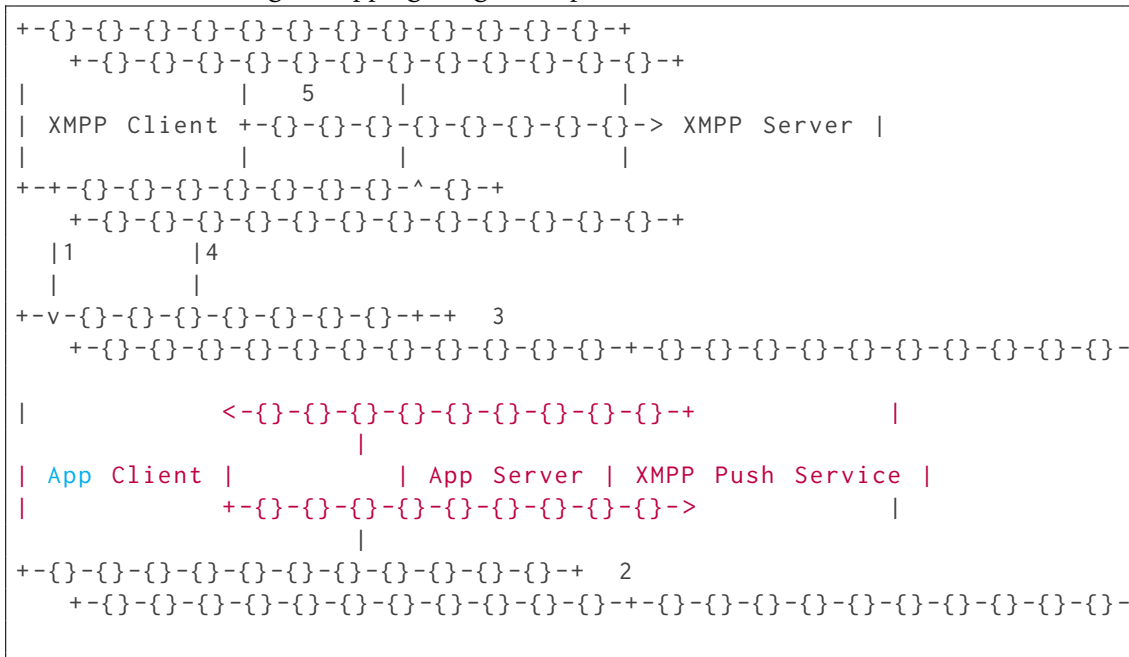 +-{}-{}-{}-{}-{}-{}-{}-{}-{}-{}-{}-{}-+
+-{}-{}-{}-{}-{}-{}-{}-{}-{}-{}-{}-{}-+
| | 5 | |
| XMPP Client +-{}-{}-{}-{}-{}-{}-{}-{}-> XMPP Server |
| | | |
+-+-{}-{}-{}-{}-{}-{}-{}-^-{}-+
+-{}-{}-{}-{}-{}-{}-{}-{}-{}-{}-{}-{}-+
|1 |4
| |
+-v-{}-{}-{}-{}-{}-{}-{}-+-+ 3
+-{}-{}-{}-{}-{}-{}-{}-{}-{}-{}-{}-+-{}-{}-{}-{}-{}-{}-{}-{}-{}-{}-
| <-{}-{}-{}-{}-{}-{}-{}-{}-{}-+ |
|
| App Client | | App Server | XMPP Push Service |
| +-{}-{}-{}-{}-{}-{}-{}-{}-{}-> |
|
+-{}-{}-{}-{}-{}-{}-{}-{}-{}-{}-{}-+ 2
+-{}-{}-{}-{}-{}-{}-{}-{}-{}-{}-{}-+-{}-{}-{}-{}-{}-{}-{}-{}-{}-{}-